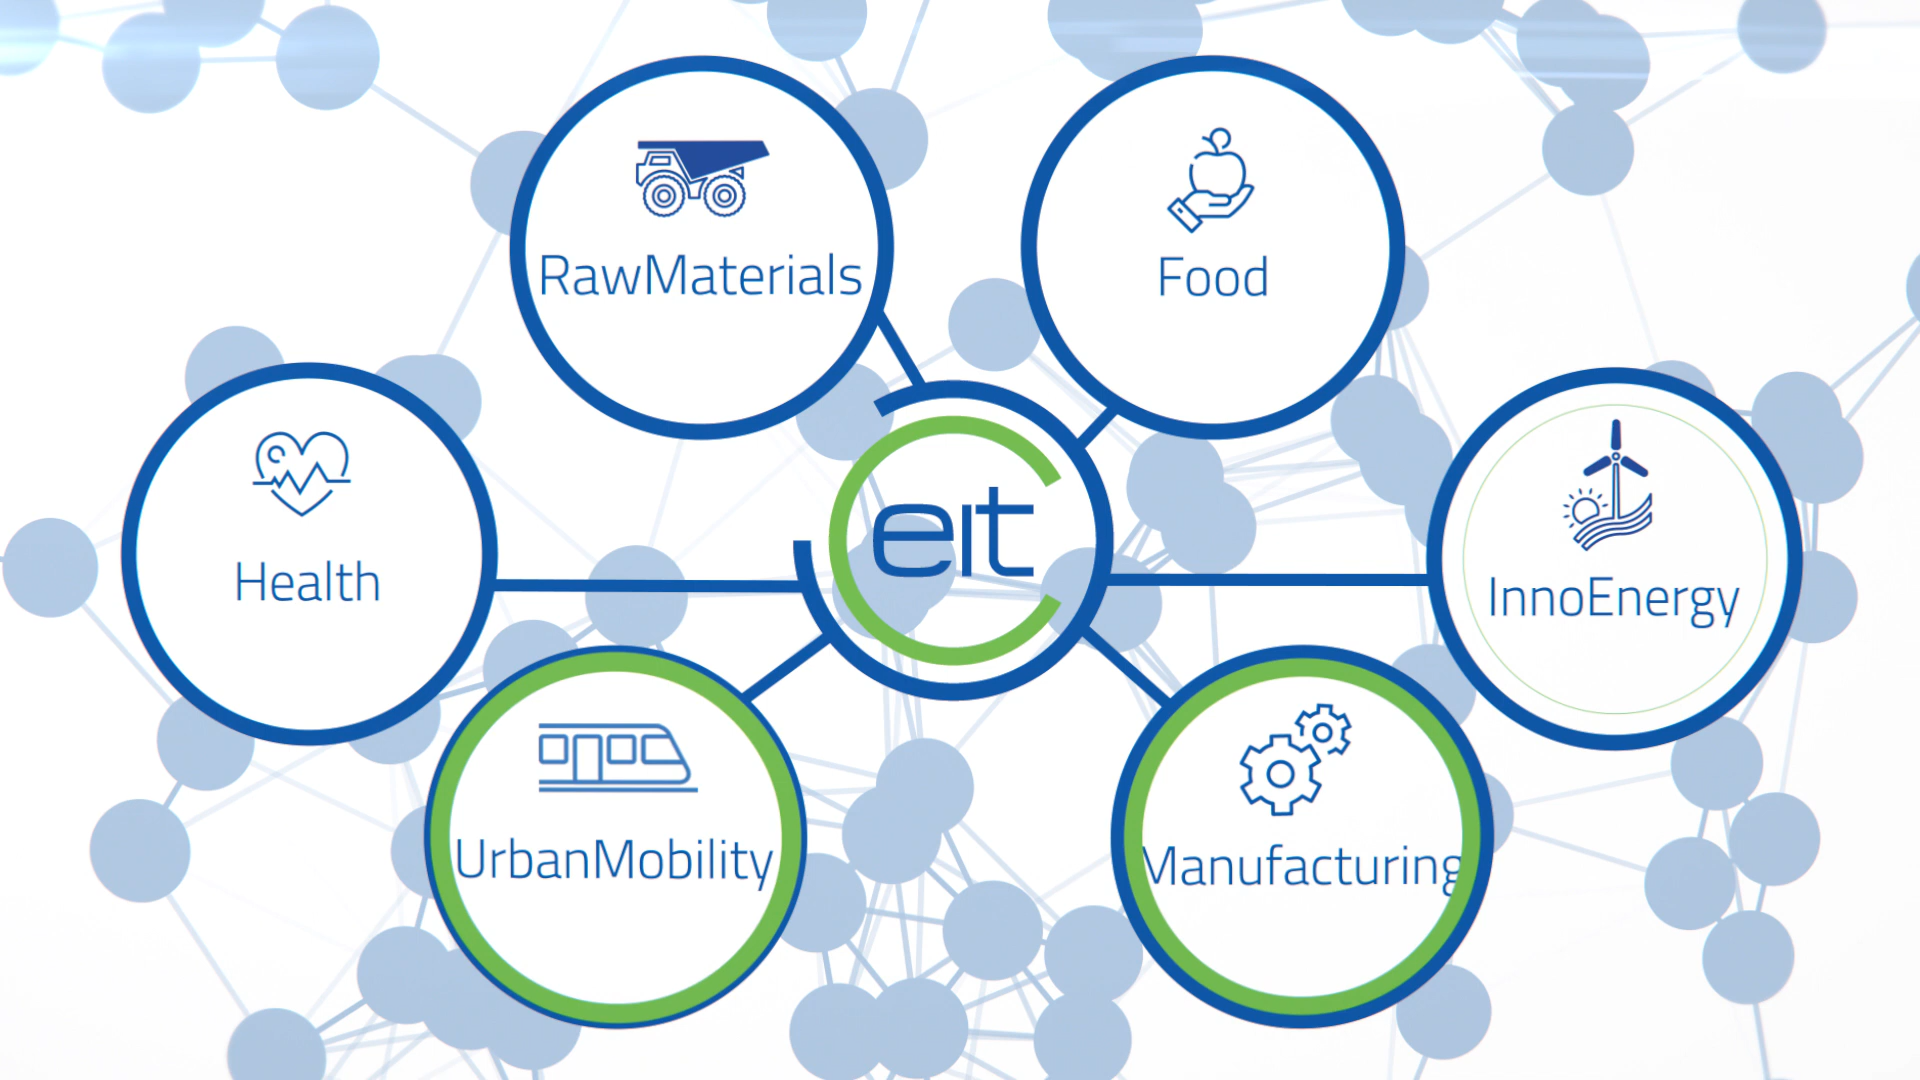 RawMaterials
Food
Health
eit
InnoEnergy
UrbanMobility
Manufacturing